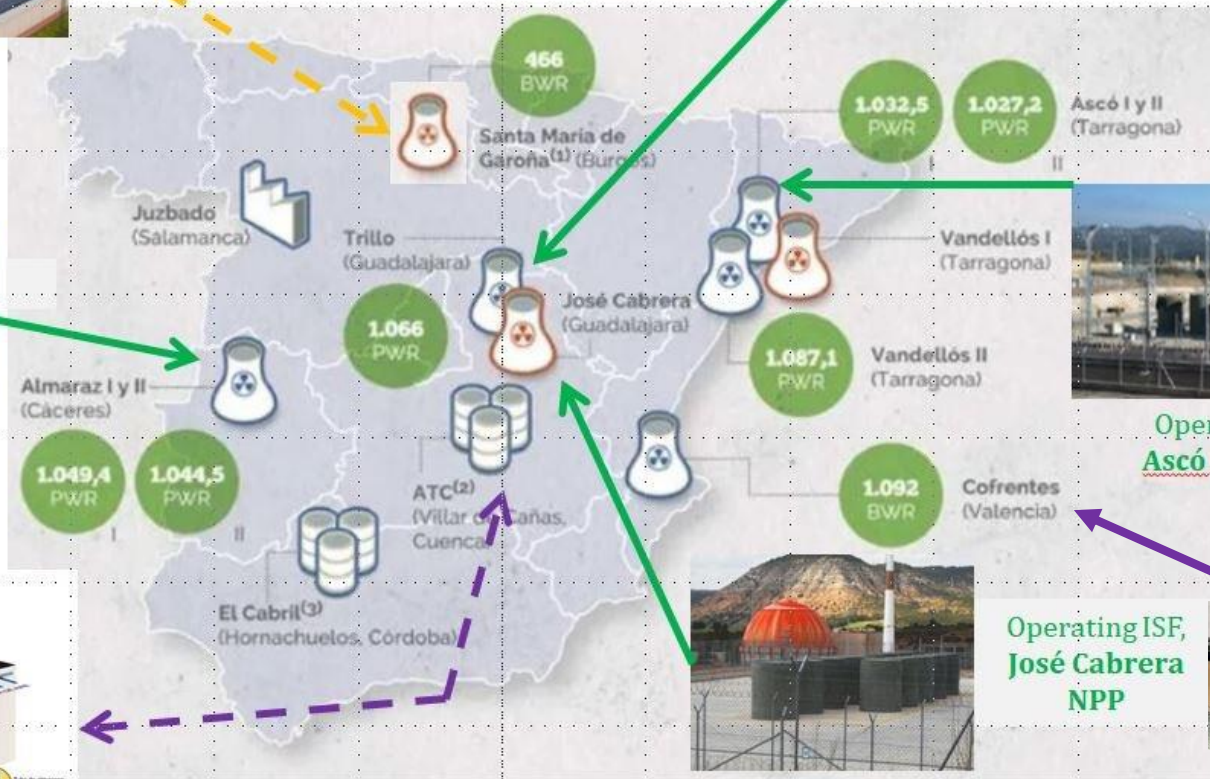 466
BWR
Santa María de
Garoña(1) (Burgos)
1.032,5
PWR
I
1.027,2
PWR
II
Ascó I y II
(Tarragona)
Juzbado
(Salamanca)
Trillo
(Guadalajara)
1.066
PWR
José Cabrera
(Guadalajara)
Vandellós I
(Tarragona)
1.087,1
PWR
Vandellós II
(Tarragona)
Almaraz I y II
(Cáceres)
1.049,4
PWR
I
1.044,5
PWR
II
ATC(2)
(Villar de Cañas,
Cuenca)
1.092
BWR
Cofrentes
(Valencia)
El Cabril(3)
(Hornachuelos, Córdoba)
Oper
Ascó
Operating ISF,
José Cabrera
NPP